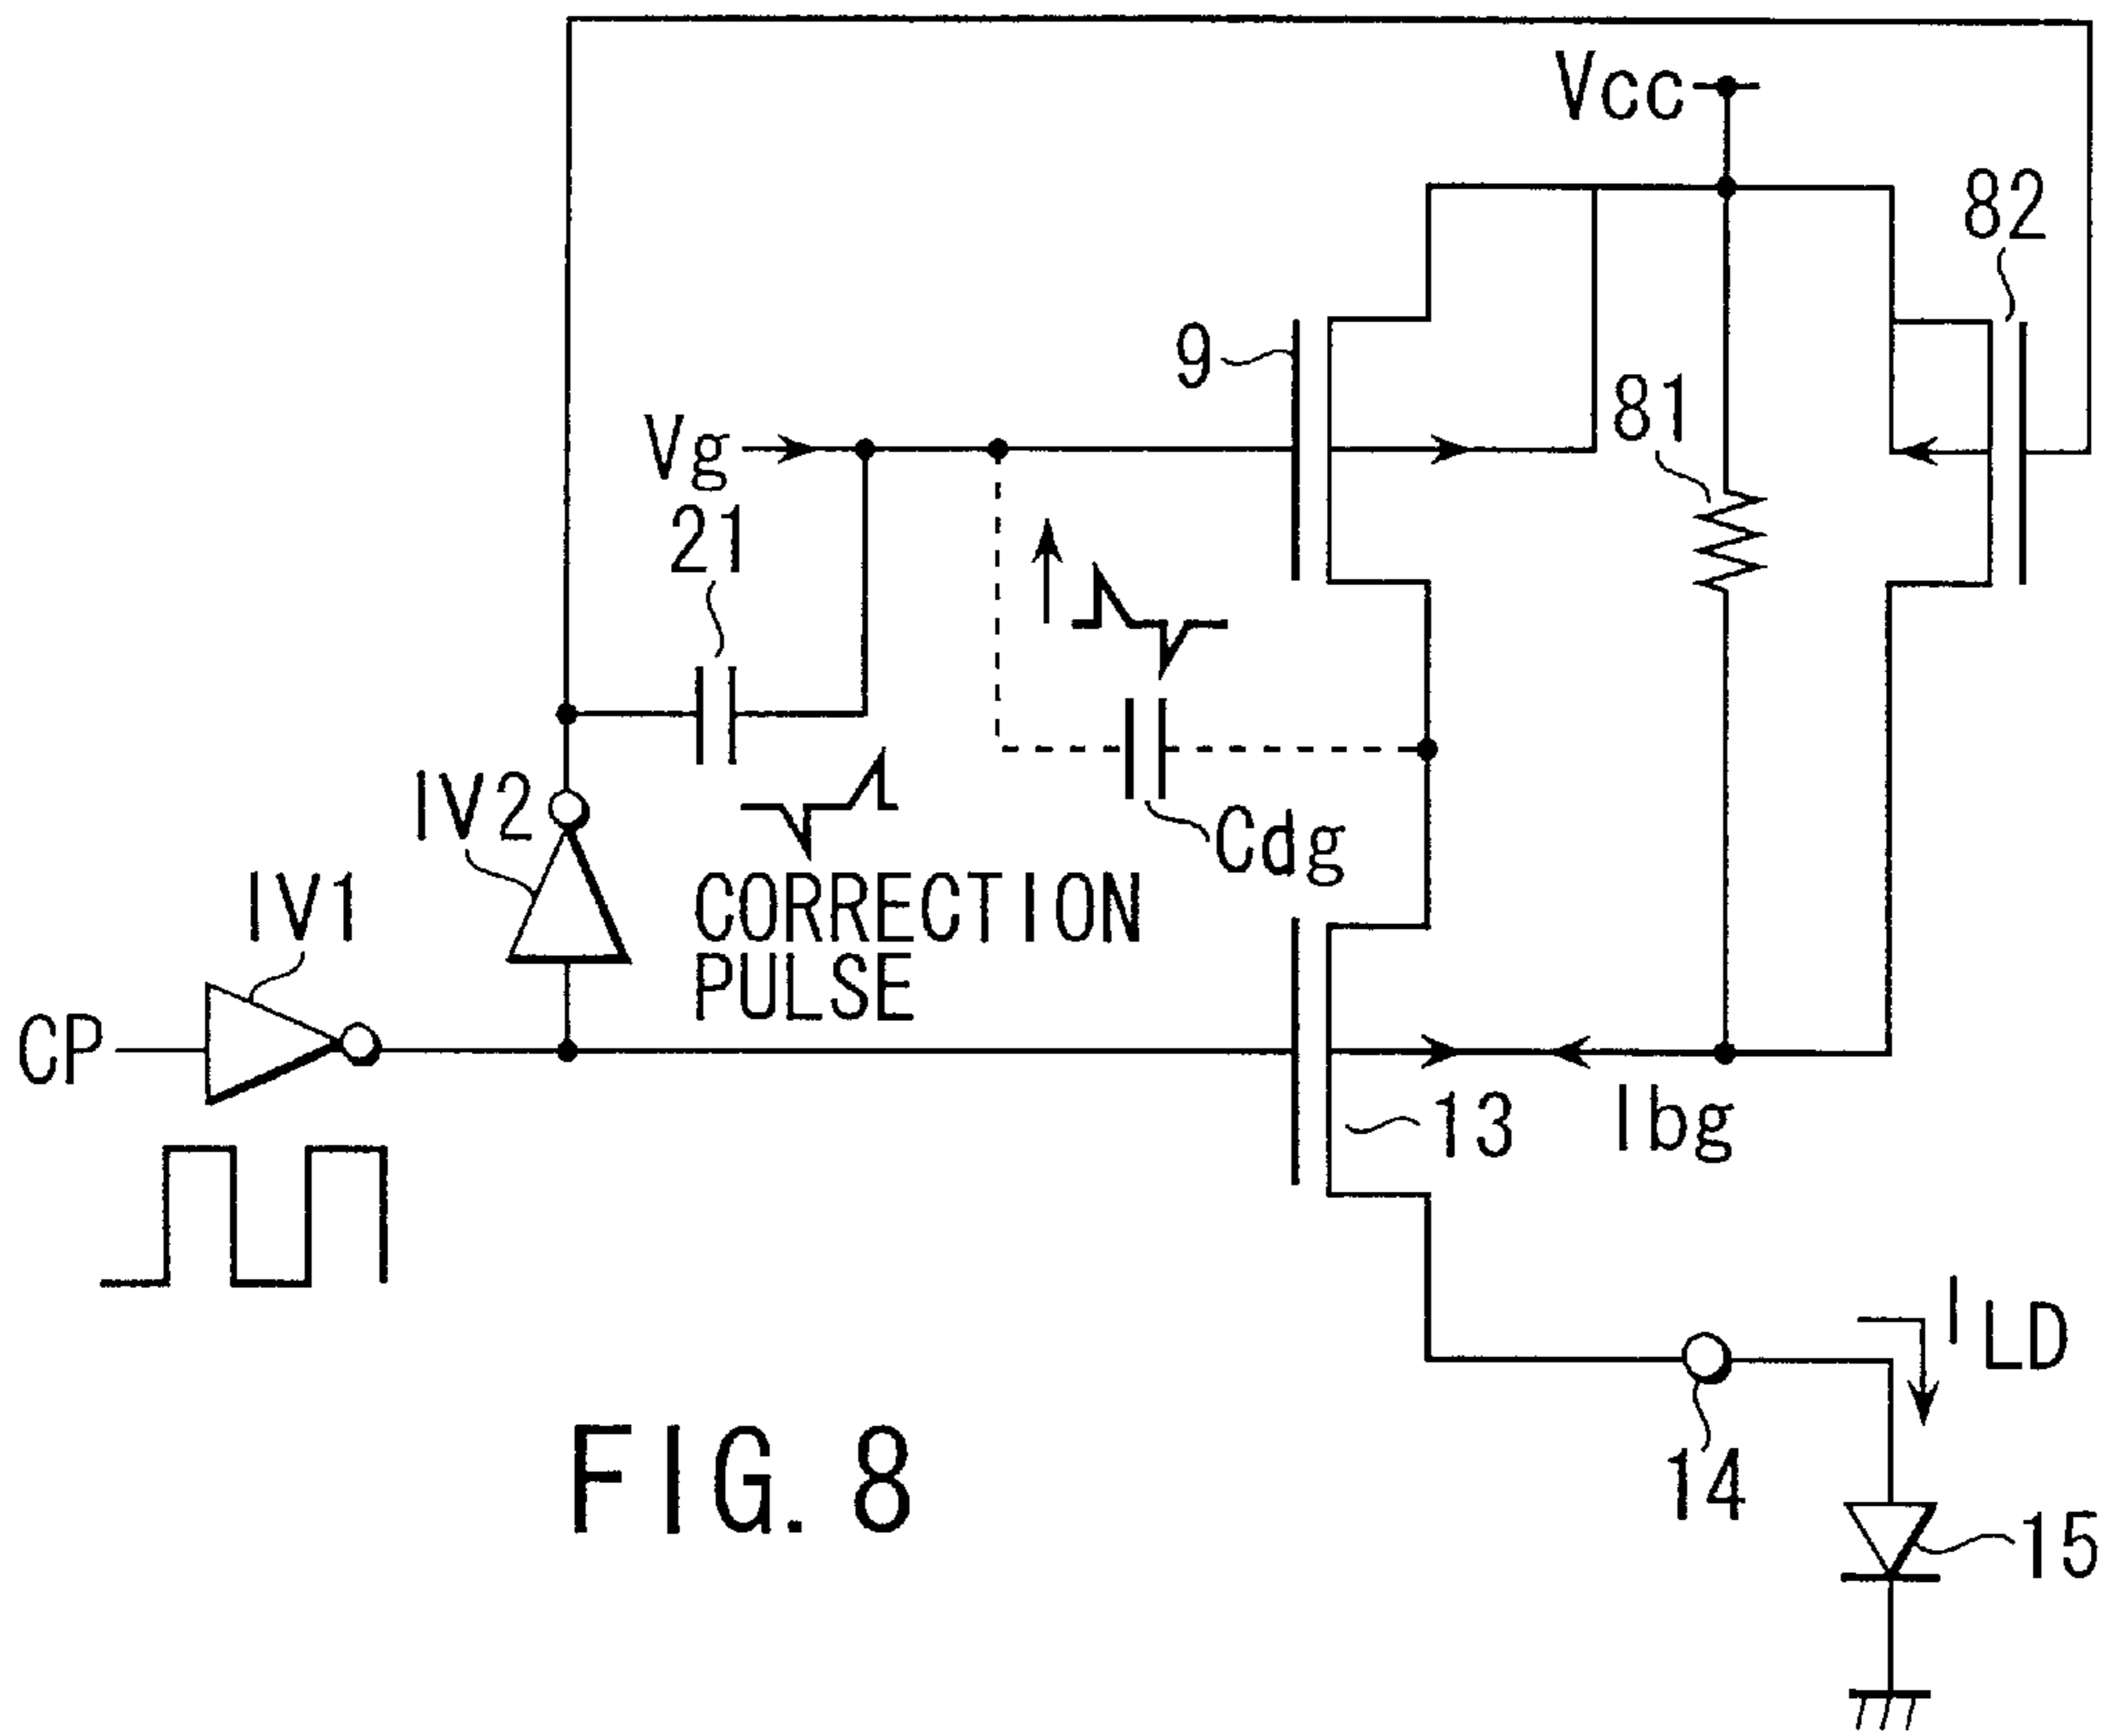 Vcc
82
9
81
Vg
21
Cdg
IV2
CORRECTION
PULSE
IV1
CP
13
Ibg
ILD
14
15
FIG. 8